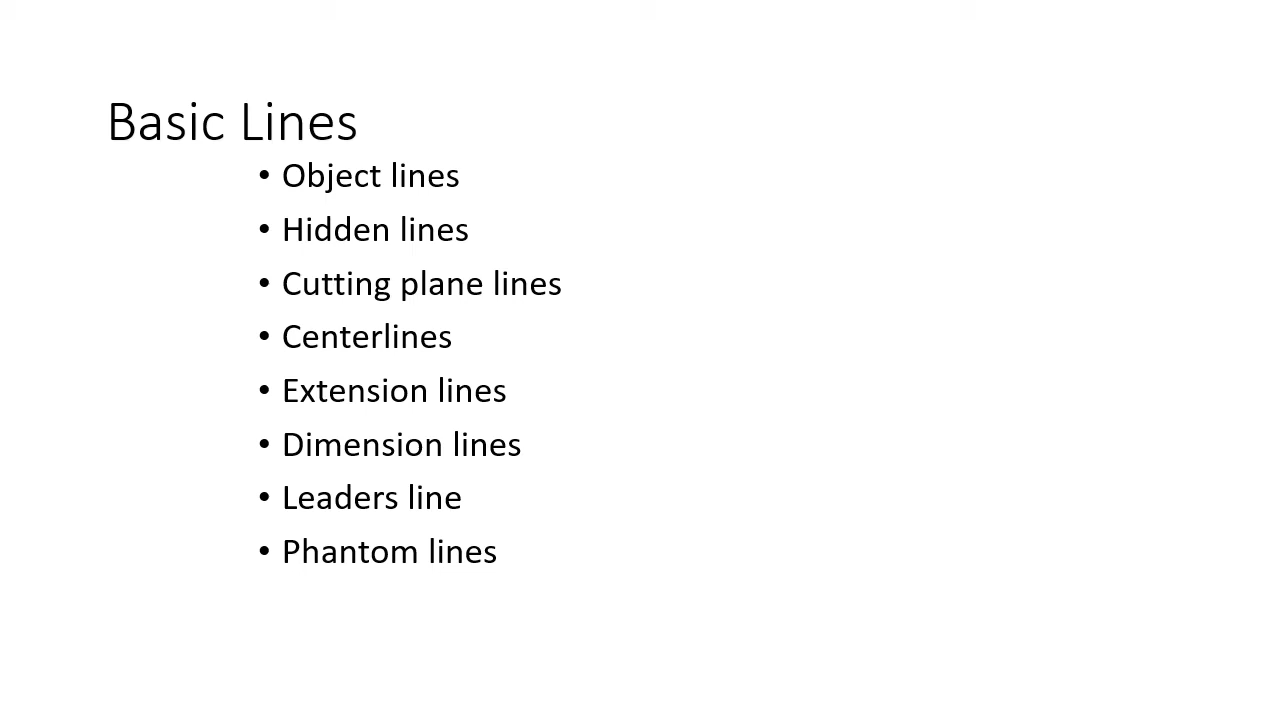 Basic Lines
• Object lines
• Hidden lines
• Cutting plane lines
• Centerlines
• Extension lines
• Dimension lines
• Leaders line
• Phantom lines